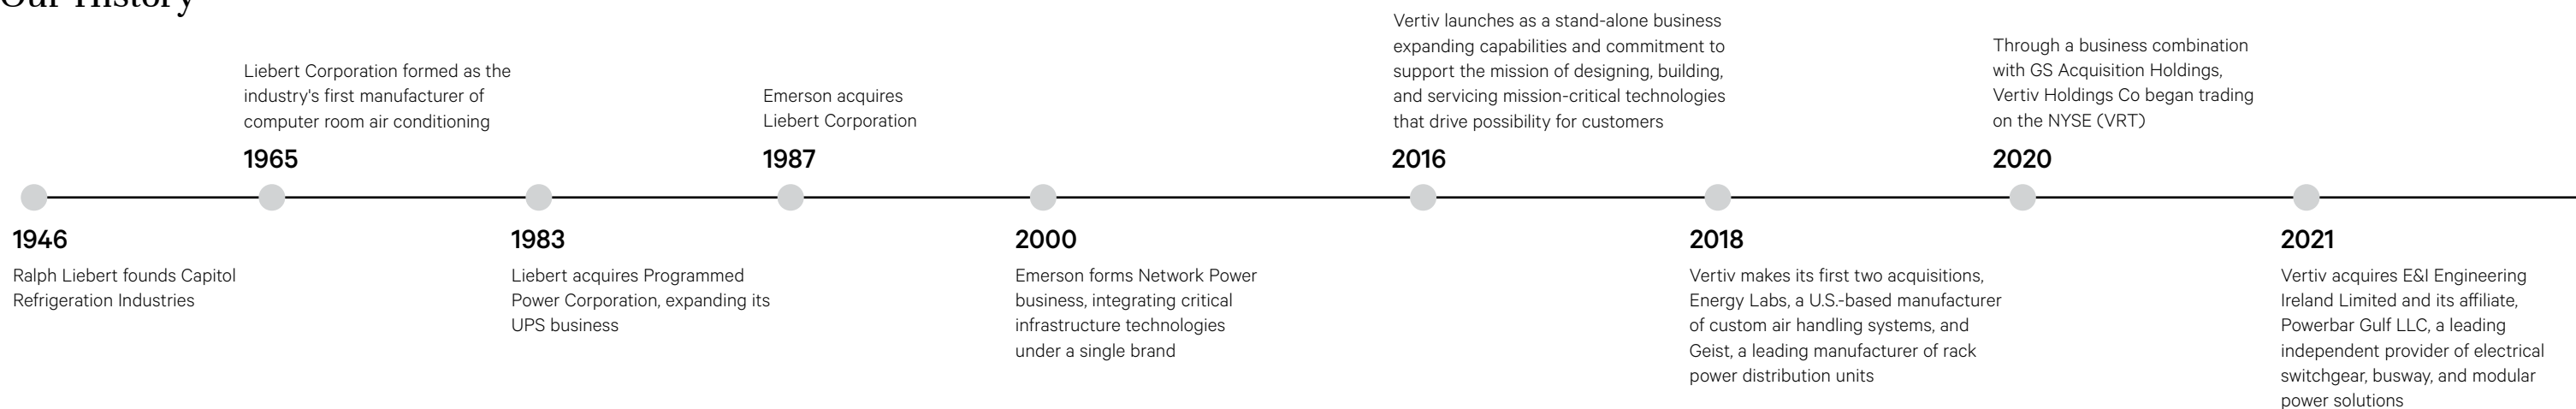 Our History
Vertiv launches as a stand-alone business
expanding capabilities and commitment to
support the mission of designing, building,
and servicing mission-critical technologies
that drive possibility for customers
2016
Through a business combination
with GS Acquisition Holdings,
Vertiv Holdings Co began trading
on the NYSE (VRT)
2020
Liebert Corporation formed as the
industry's first manufacturer of
computer room air conditioning
1965
Emerson acquires
Liebert Corporation
1987
1946
Ralph Liebert founds Capitol
Refrigeration Industries
1983
Liebert acquires Programmed
Power Corporation, expanding its
UPS business
2000
Emerson forms Network Power
business, integrating critical
infrastructure technologies
under a single brand
2018
Vertiv makes its first two acquisitions,
Energy Labs, a U.S.-based manufacturer
of custom air handling systems, and
Geist, a leading manufacturer of rack
power distribution units
2021
Vertiv acquires E&I Engineering
Ireland Limited and its affiliate,
Powerbar Gulf LLC, a leading
independent provider of electrical
switchgear, busway, and modular
power solutions